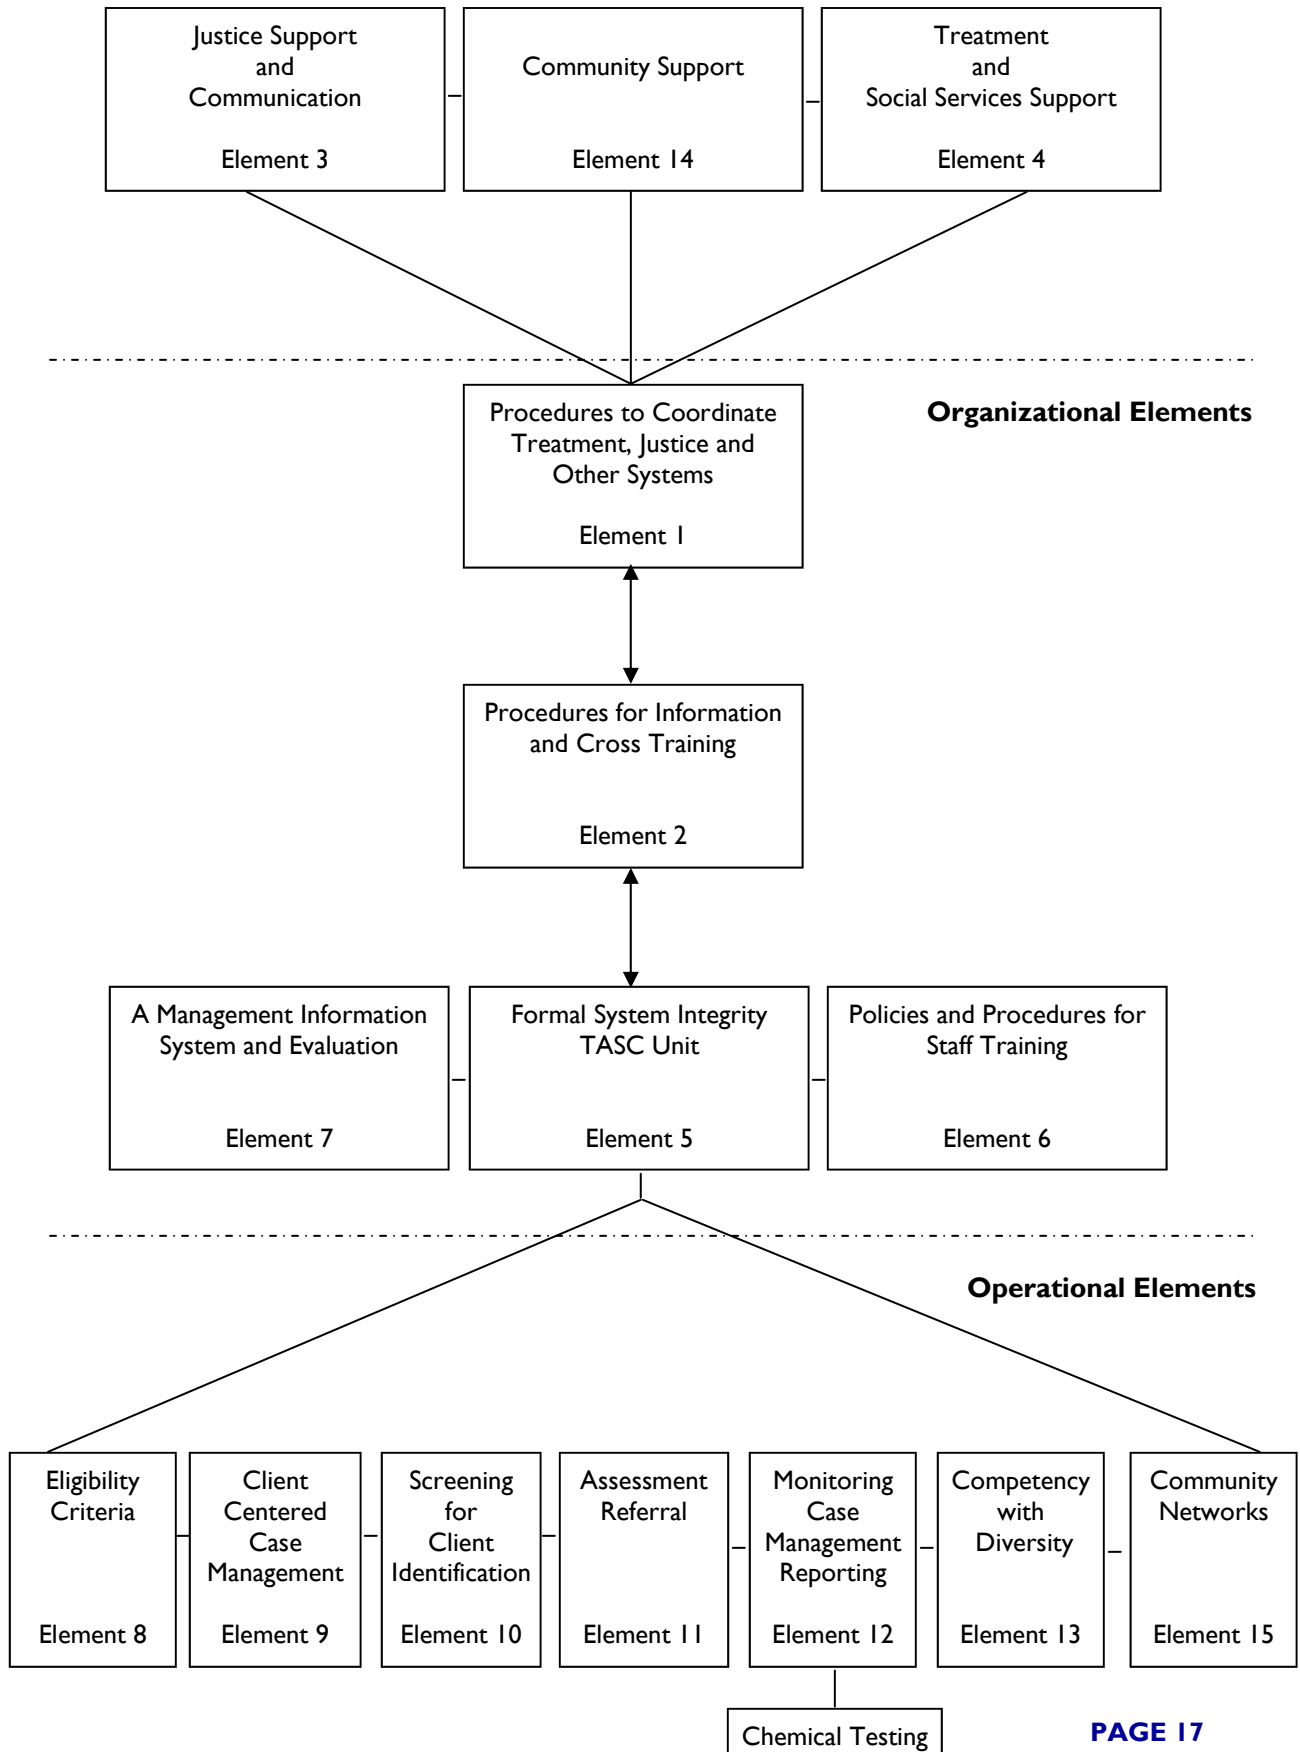 Justice Support
and
Communication
Element 3
Community Support
Element 14
Treatment
and
Social Services Support
Element 4
Organizational Elements
Procedures to Coordinate
Treatment, Justice and
Other Systems
Element 1
Procedures for Information
and Cross Training
Element 2
A Management Information
System and Evaluation
Element 7
Formal System Integrity
TASC Unit
Element 5
Policies and Procedures for
Staff Training
Element 6
Operational Elements
Eligibility
Criteria
Element 8
Client
Centered
Case
Management
Element 9
Screening
for
Client
Identification
Element 10
Assessment
Referral
Element 11
Monitoring
Case
Management
Reporting
Element 12
Competency
with
Diversity
Element 13
Community
Networks
Element 15
Chemical Testing
PAGE 17